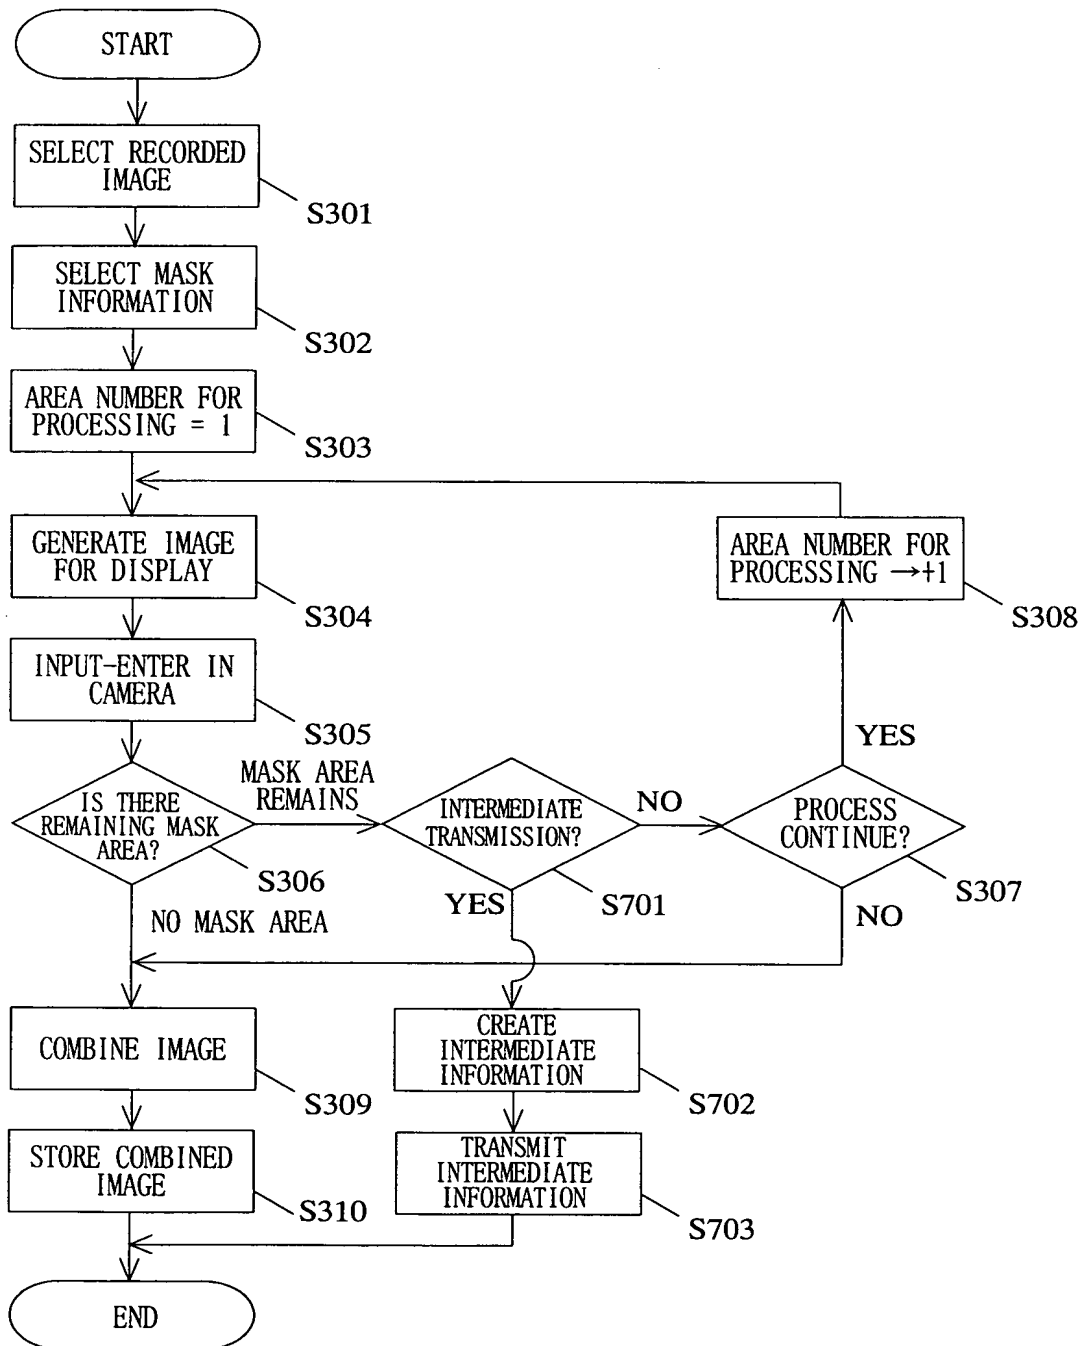 START
SELECT RECORDED
IMAGE
S301
SELECT MASK
INFORMATION
S302
AREA NUMBER FOR
PROCESSING = 1
S303
GENERATE IMAGE
FOR DISPLAY
S304
AREA NUMBER FOR
PROCESSING →+1
S308
INPUT-ENTER IN
CAMERA
S305
IS THERE
REMAINING MASK
AREA?
S306
MASK AREA
REMAINS
INTERMEDIATE
TRANSMISSION?
S701
NO
PROCESS
CONTINUE?
S307
YES
NO MASK AREA
YES
NO
COMBINE IMAGE
S309
CREATE
INTERMEDIATE
INFORMATION
S702
STORE COMBINED
IMAGE
S310
TRANSMIT
INTERMEDIATE
INFORMATION
S703
END